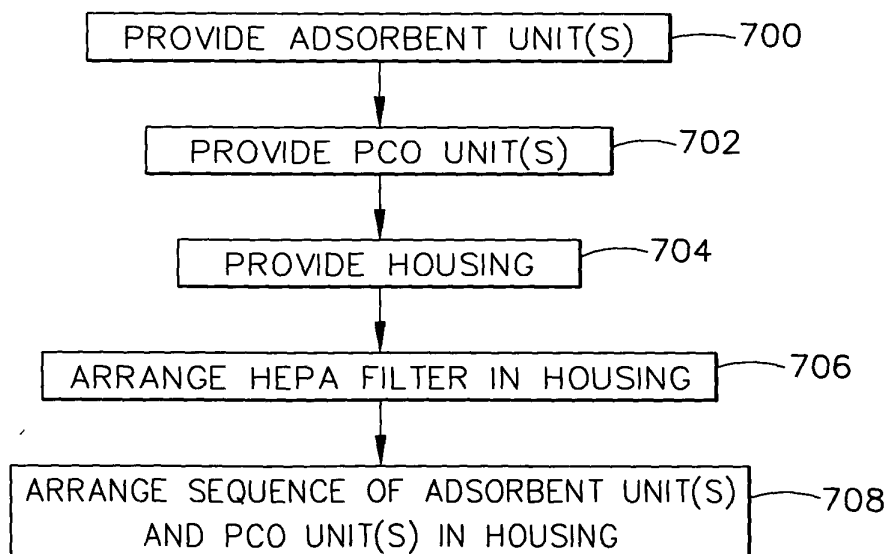 PROVIDE ADSORBENT UNIT(S) 700
PROVIDE PCO UNIT(S) 702
PROVIDE HOUSING 704
ARRANGE HEPA FILTER IN HOUSING 706
ARRANGE SEQUENCE OF ADSORBENT UNIT(S)
AND PCO UNIT(S) IN HOUSING 708